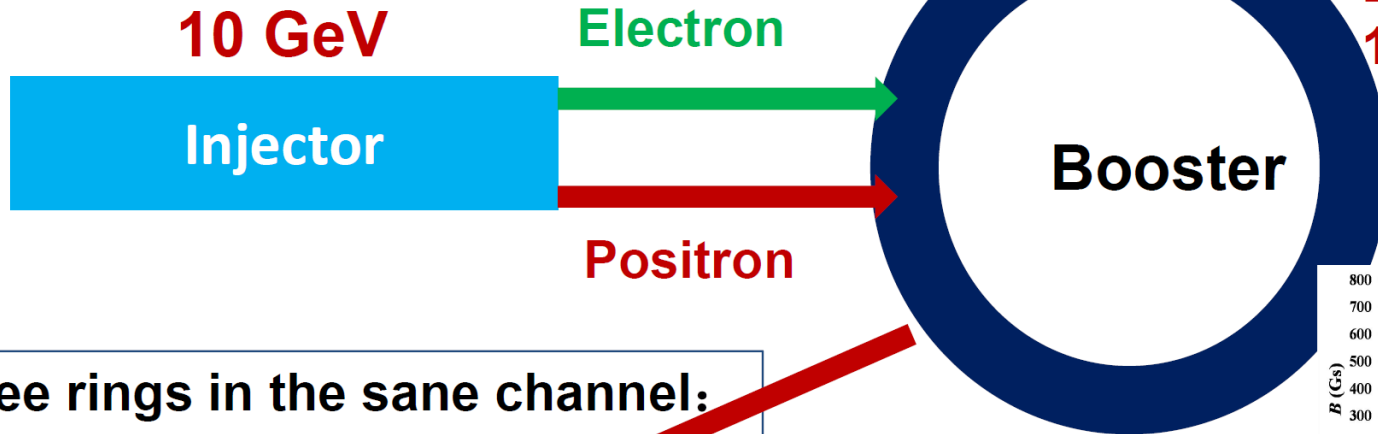 10 GeV
Electron
Injector
Booster
Positron
ee rings in the sane channel：
800
700
600
500
400
300
B (Gs)